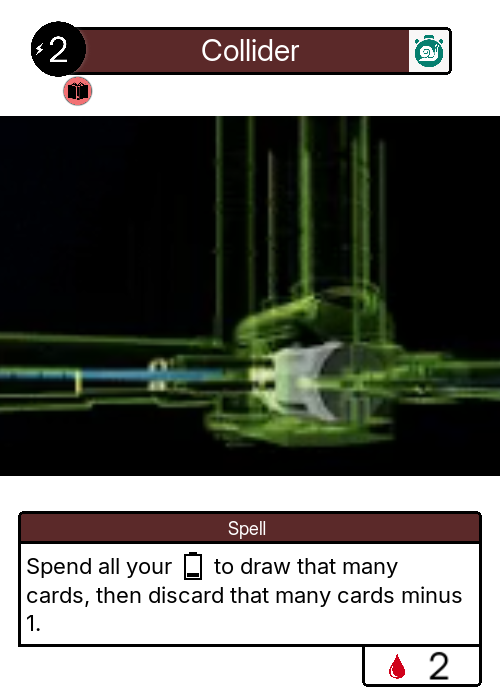 2
Collider
Spell
Spend all your to draw that many
cards, then discard that many cards minus
1.
2